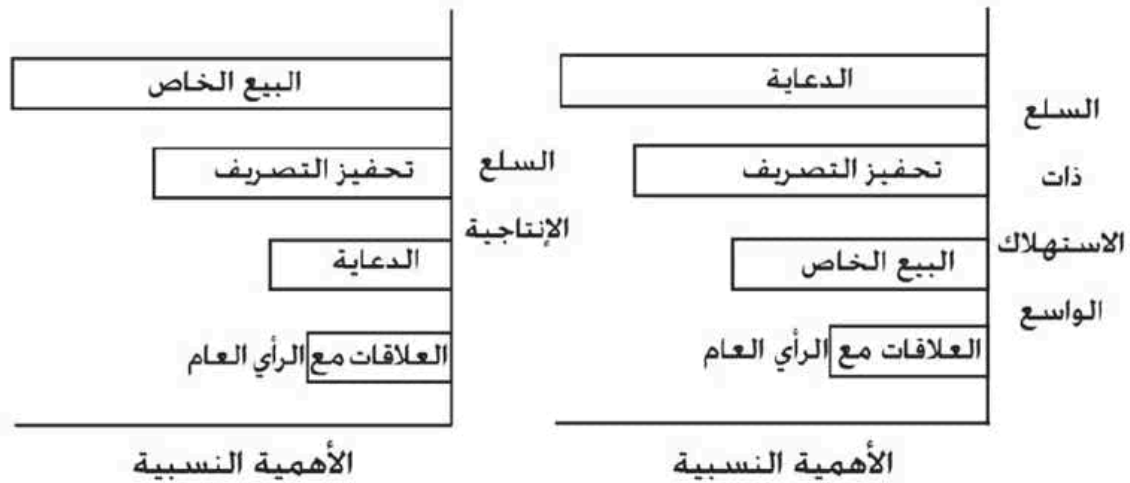 الدعاية
تحفيز التصريف
البيع الخاص
العلاقات مع الرأي العام
السلع
ذات
الاستهلاك
الواسع
الأهمية النسبية
البيع الخاص
تحفيز التصريف
الدعاية
العلاقات مع الرأي العام
السلع
الإنتاجية
الأهمية النسبية